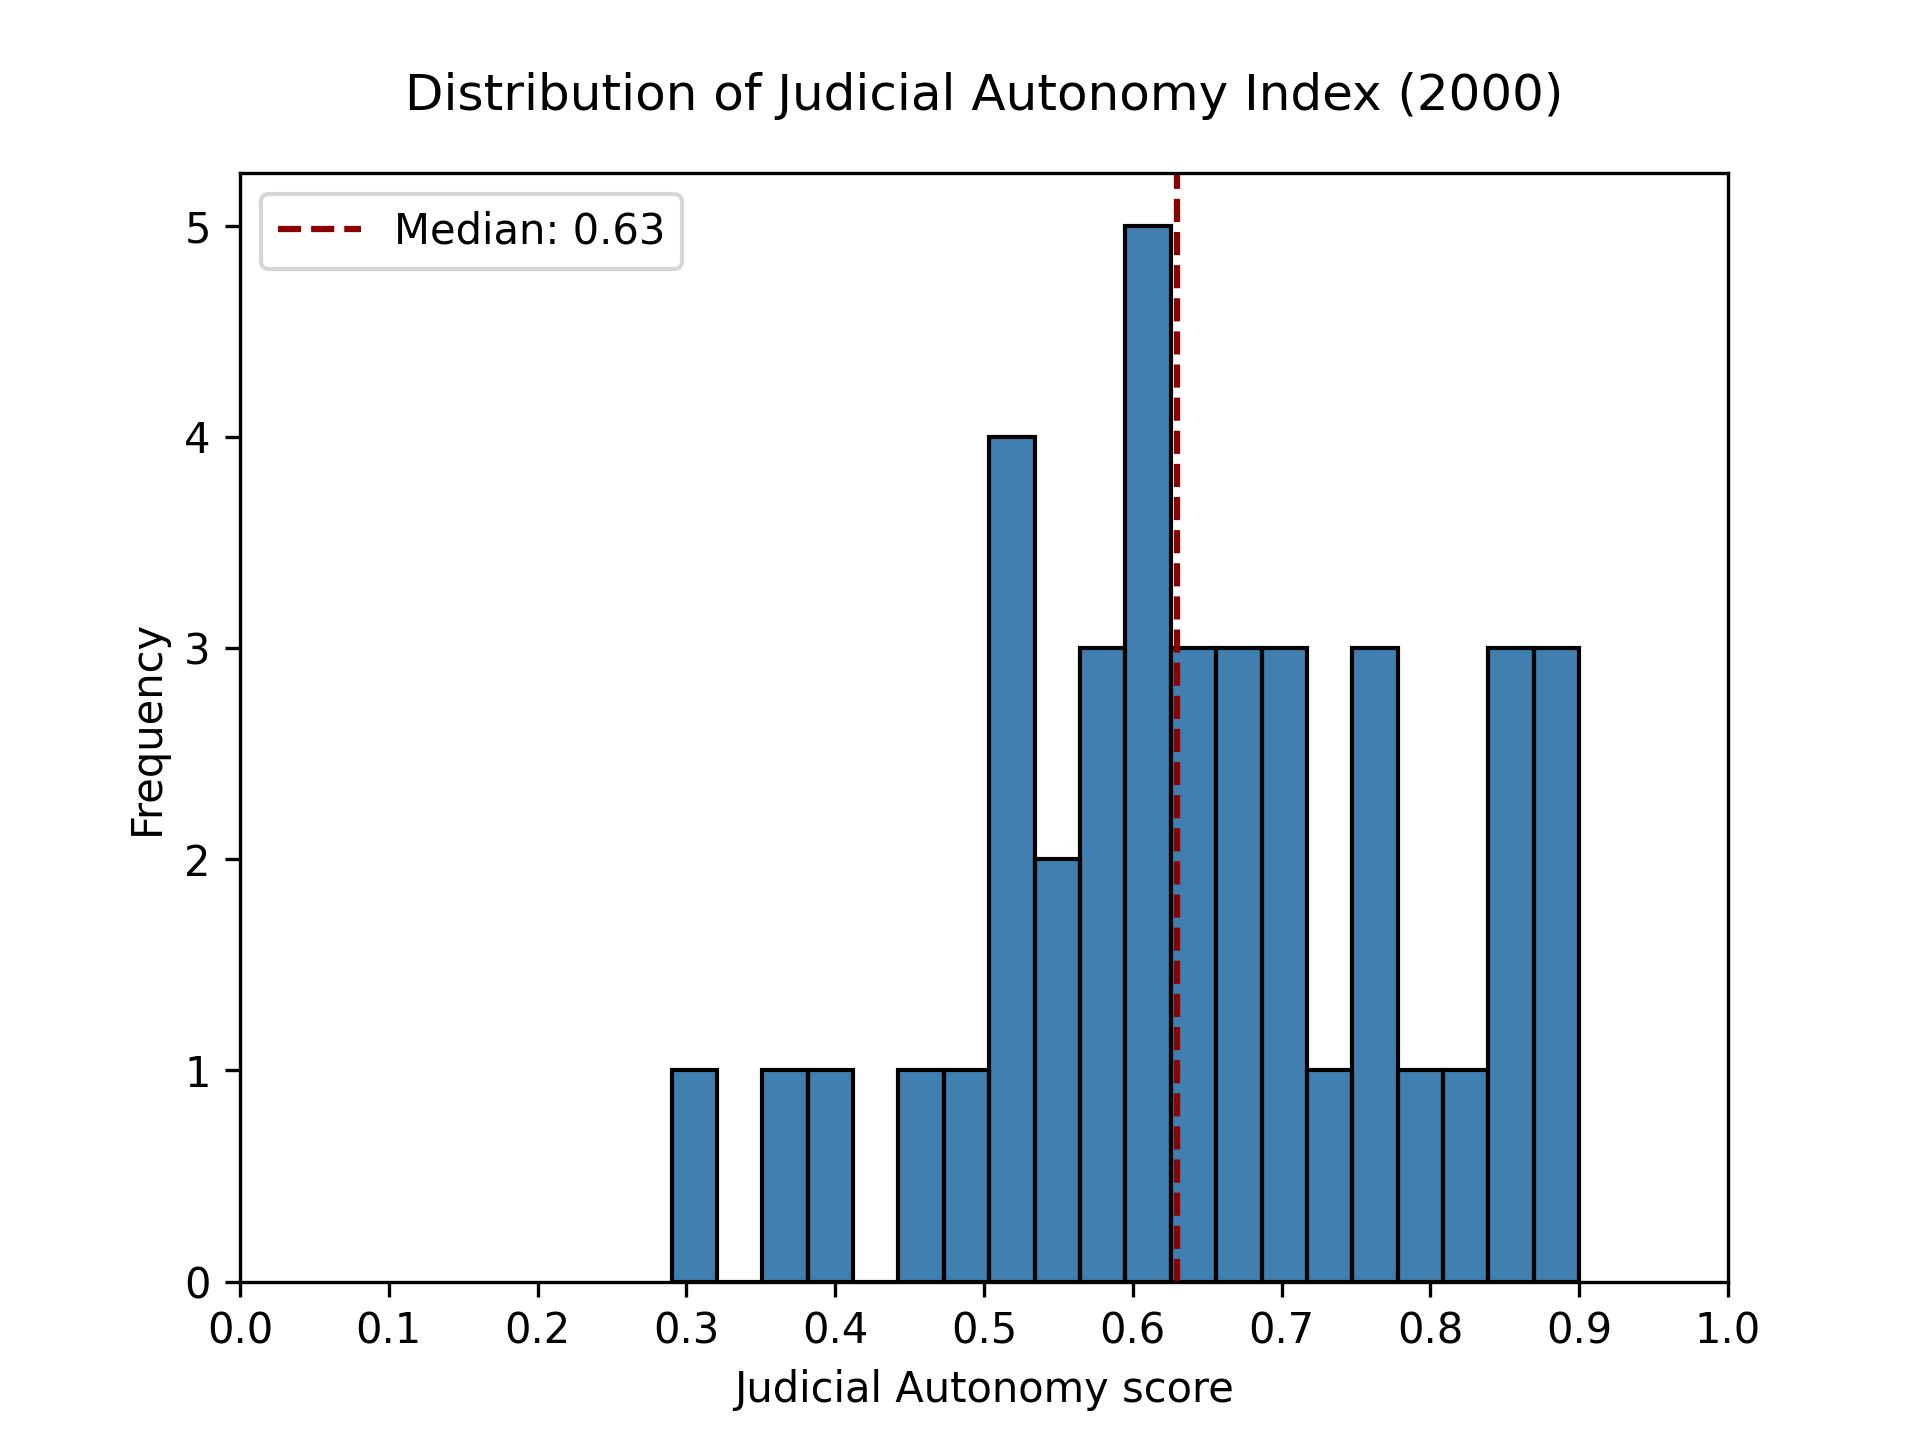 Distribution of Judicial Autonomy Index (2000)
Median: 0.63
5
4
3
2
1
0
Frequency
0.0 0.1 0.2 0.3 0.4 0.5 0.6 0.7 0.8 0.9 1.0
Judicial Autonomy score